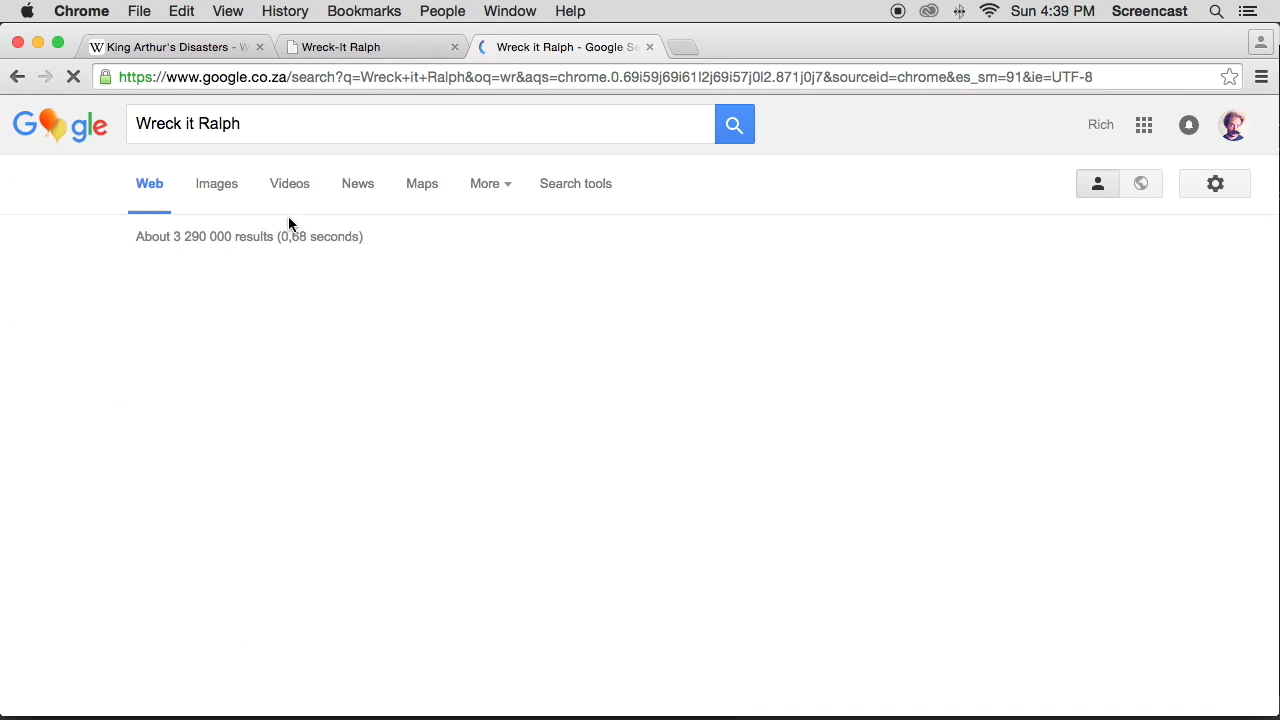 Chrome File Edit View History Bookmarks People Window Help Sun 4:39 PM Screencast
King Arthur's Disasters - W Wreck-It Ralph Wreck it Ralph - Google Se
https://www.google.co.za/search?q=Wreck+it+Ralph&oq=wr&aqs=chrome.0.69i59j69i61l2j69i57j0l2.871j0j7&sourceid=chrome&es_sm=91&ie=UTF-8
G gle Wreck it Ralph Rich
Web Images Videos News Maps More Search tools
About 3 290 000 results (0,68 seconds)